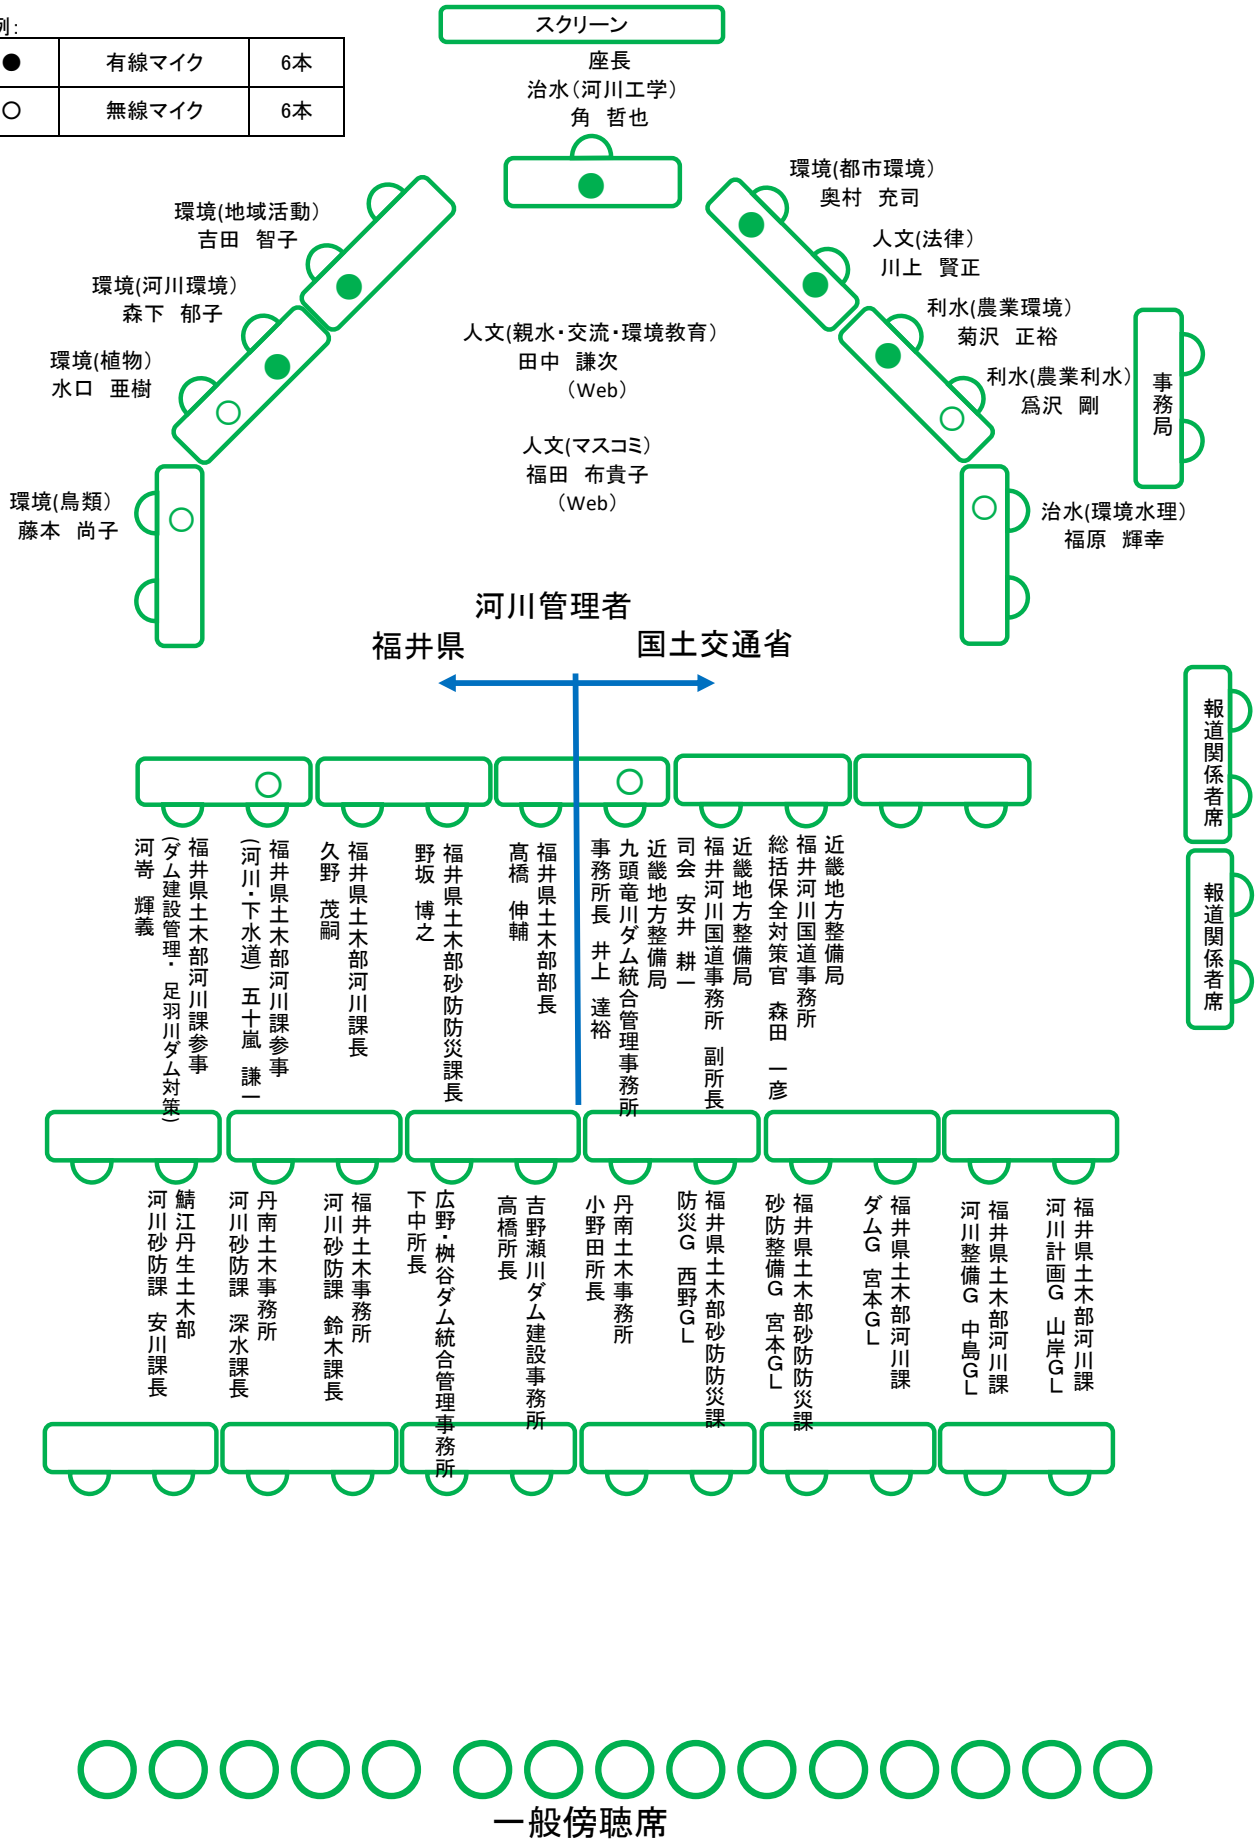 例：
● 有線マイク 6本
○ 無線マイク 6本
スクリーン
座長
治水（河川工学）
角　哲也
環境(地域活動)
吉田　智子
環境(河川環境)
森下　郁子
環境(植物)
水口　亜樹
環境(鳥類)
藤本　尚子
人文(親水・交流・環境教育)
田中　謙次
（Web）
人文(マスコミ)
福田　布貴子
（Web）
環境(都市環境)
奥村　充司
人文(法律)
川上　賢正
利水(農業環境)
菊沢　正裕
利水(農業利水)
爲沢　剛
治水(環境水理)
福原　輝幸
事務局
河川管理者
福井県
国土交通省
報道関係者席
報道関係者席
福井県土木部河川課参事
(ダム建設管理・足羽川ダム対策)
河嵜　輝義
福井県土木部河川課参事
(河川・下水道)　五十嵐　謙一
福井県土木部河川課長
久野　茂嗣
福井県土木部砂防防災課長
野坂　博之
福井県土木部部長
髙橋　伸輔
近畿地方整備局
九頭竜川ダム統合管理事務所
事務所長　井上　達裕
近畿地方整備局
福井河川国道事務所　副所長
司会　安井　耕一
近畿地方整備局
福井河川国道事務所
総括保全対策官　森田　一彦
鯖江丹生土木部
河川砂防課　安川課長
丹南土木事務所
河川砂防課　深水課長
福井土木事務所
河川砂防課　鈴木課長
広野・桝谷ダム統合管理事務所
下中所長
吉野瀬川ダム建設事務所
高橋所長
丹南土木事務所
小野田所長
福井県土木部砂防防災課
防災G　西野GL
福井県土木部砂防防災課
砂防整備G　宮本GL
福井県土木部河川課
ダムG　宮本GL
福井県土木部河川課
河川整備G　中島GL
福井県土木部河川課
河川計画G　山岸GL
一般傍聴席